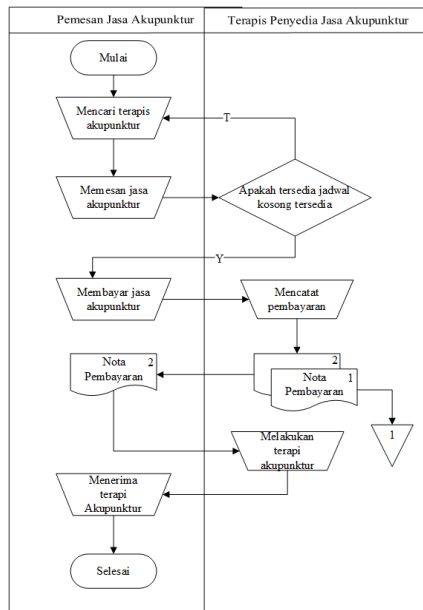 Pemesan Jasa Akupunktur
Terapis Penyedia Jasa Akupunktur
Mulai
Mencari terapis
akupunktur
T
Memesan jasa
akupunktur
Apakah tersedia jadwal
kosong tersedia
Y
Membayar jasa
akupunktur
Mencatat
pembayaran
Nota
Pembayaran
2
2
Nota
Pembayaran
1
1
Melakukan
terapi
akupunktur
Menerima
terapi
Akupunktur
Selesai